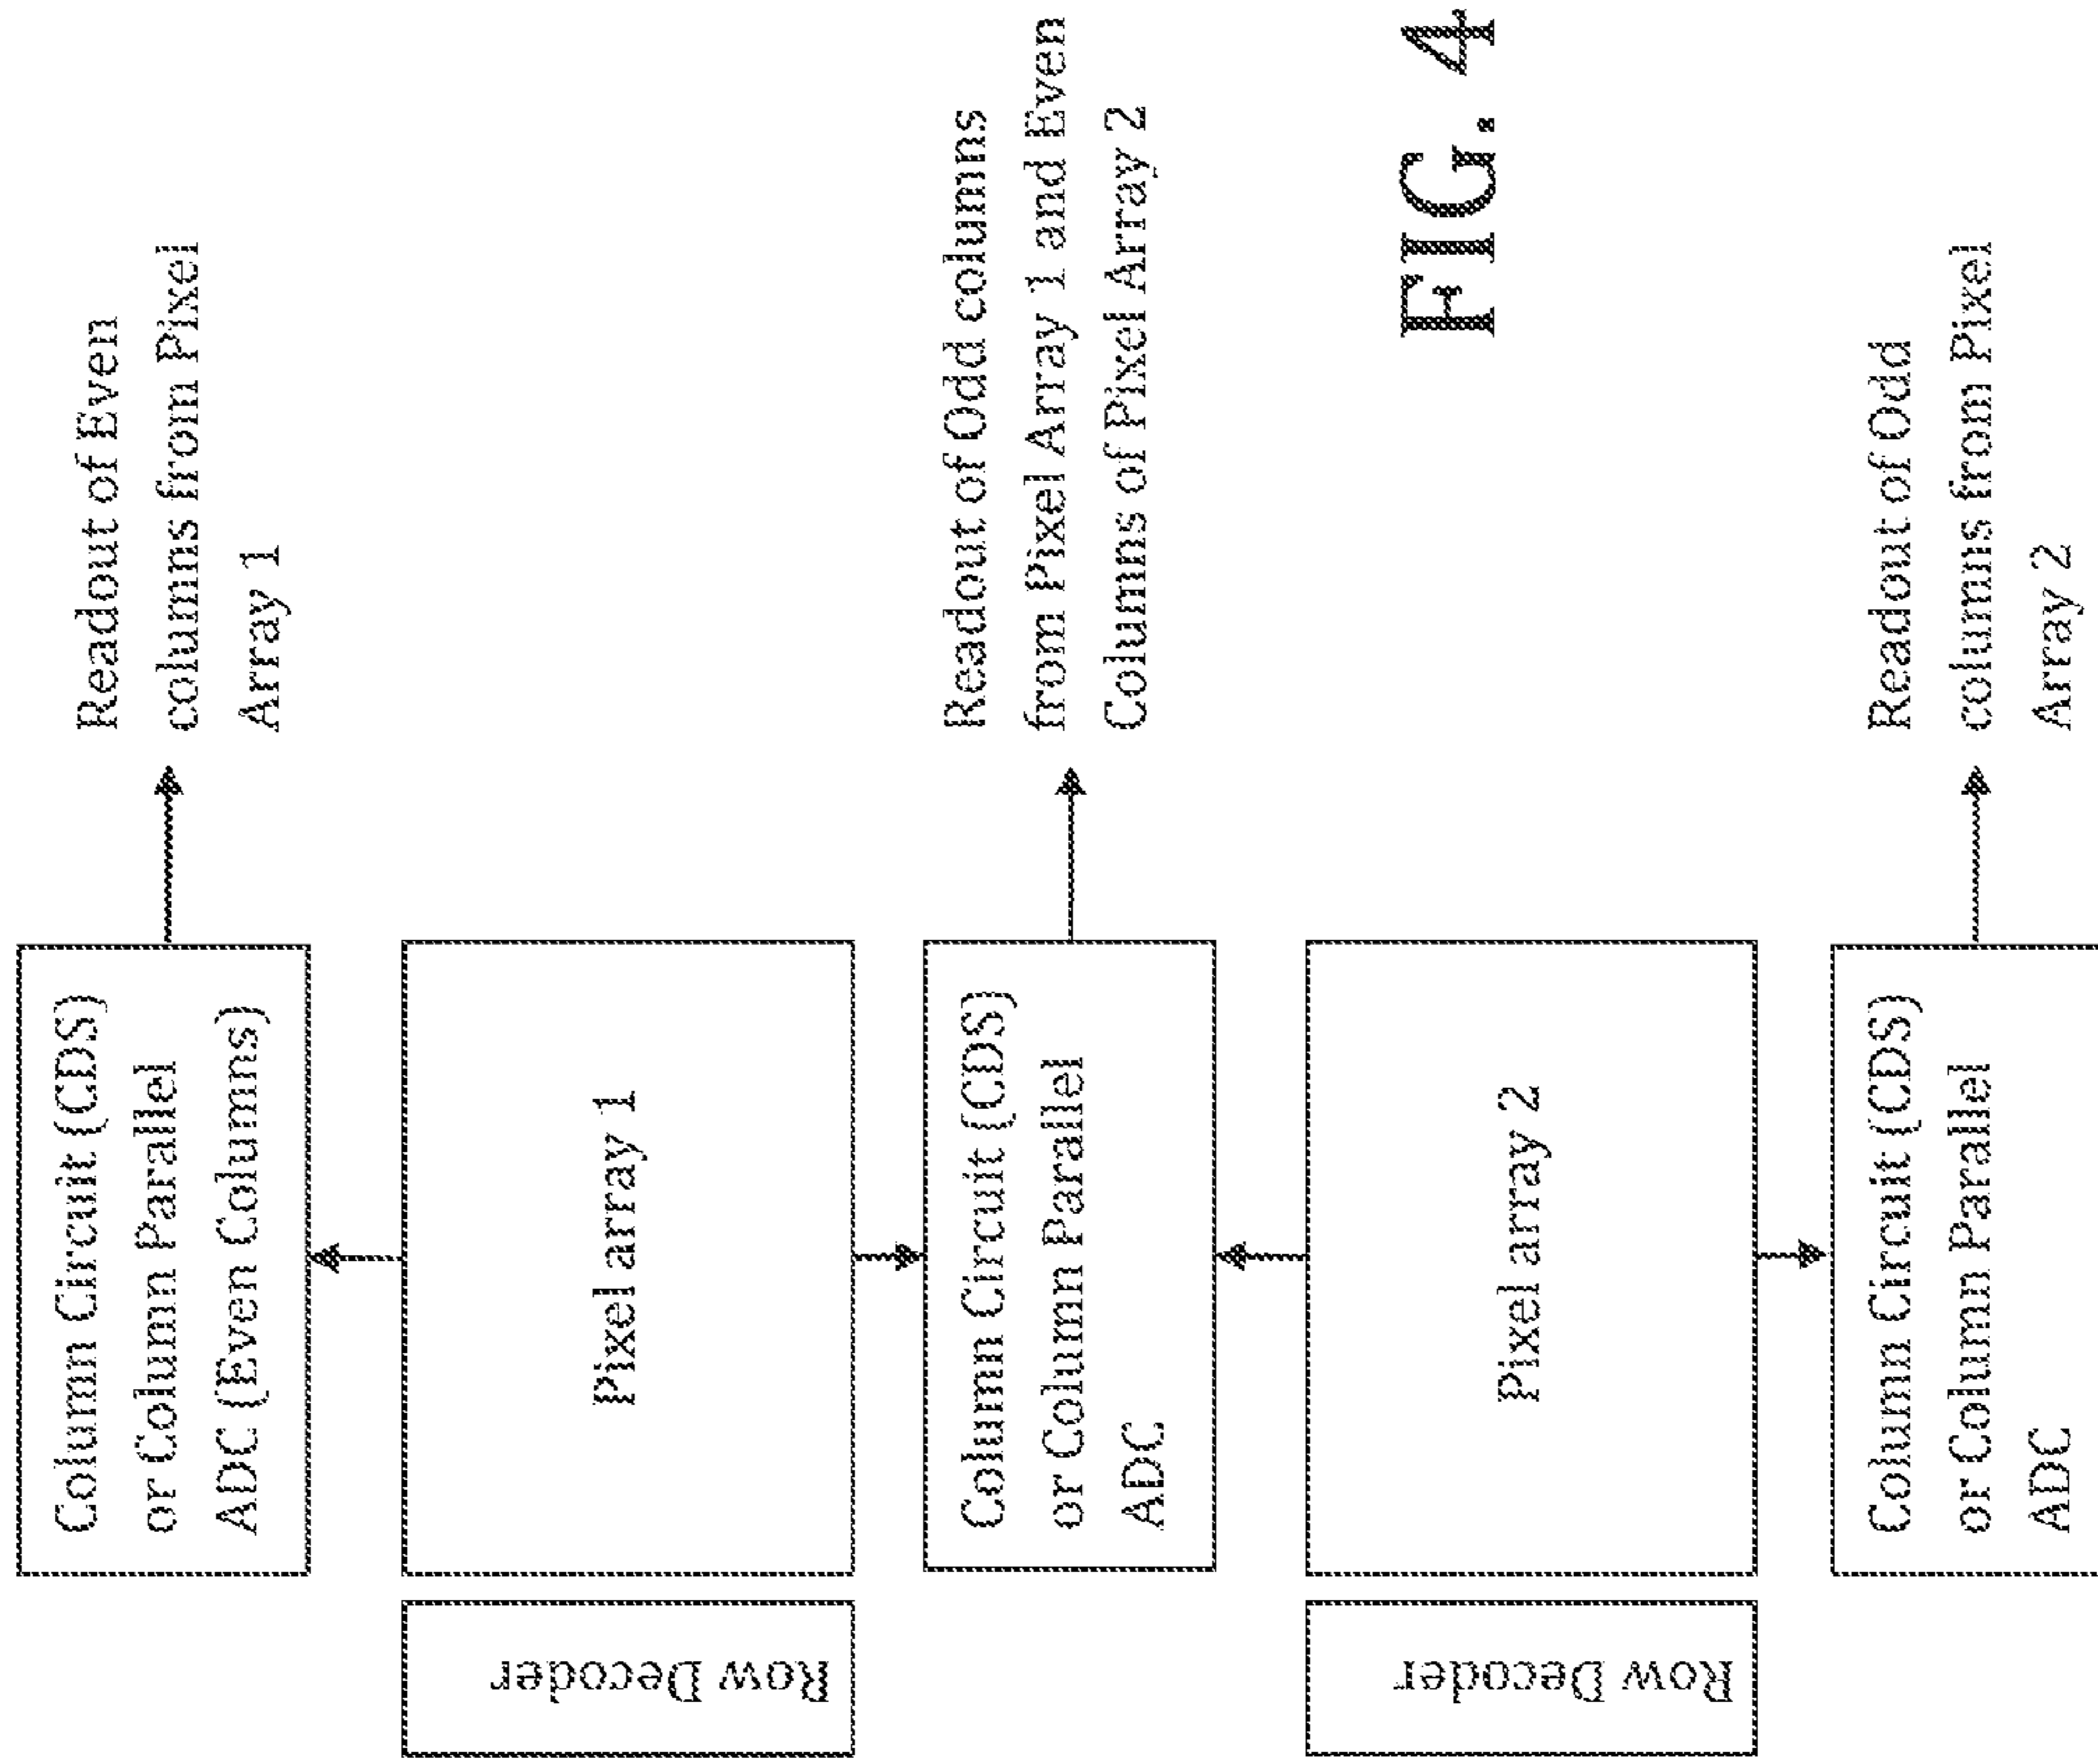 Column Circuit (CDS)
or Column Parallel
ADC (Even Columns)
Readout of Even
columns from Pixel
Array 1
Row Decoder
Pixel array 1
Column Circuit (CDS)
or Column Parallel
ADC
Readout of Odd columns
from Pixel Array 1 and Even
Columns of Pixel Array 2
Row Decoder
Pixel array 2
Column Circuit (CDS)
or Column Parallel
ADC
Readout of Odd
columns from Pixel
Array 2
FIG. 4